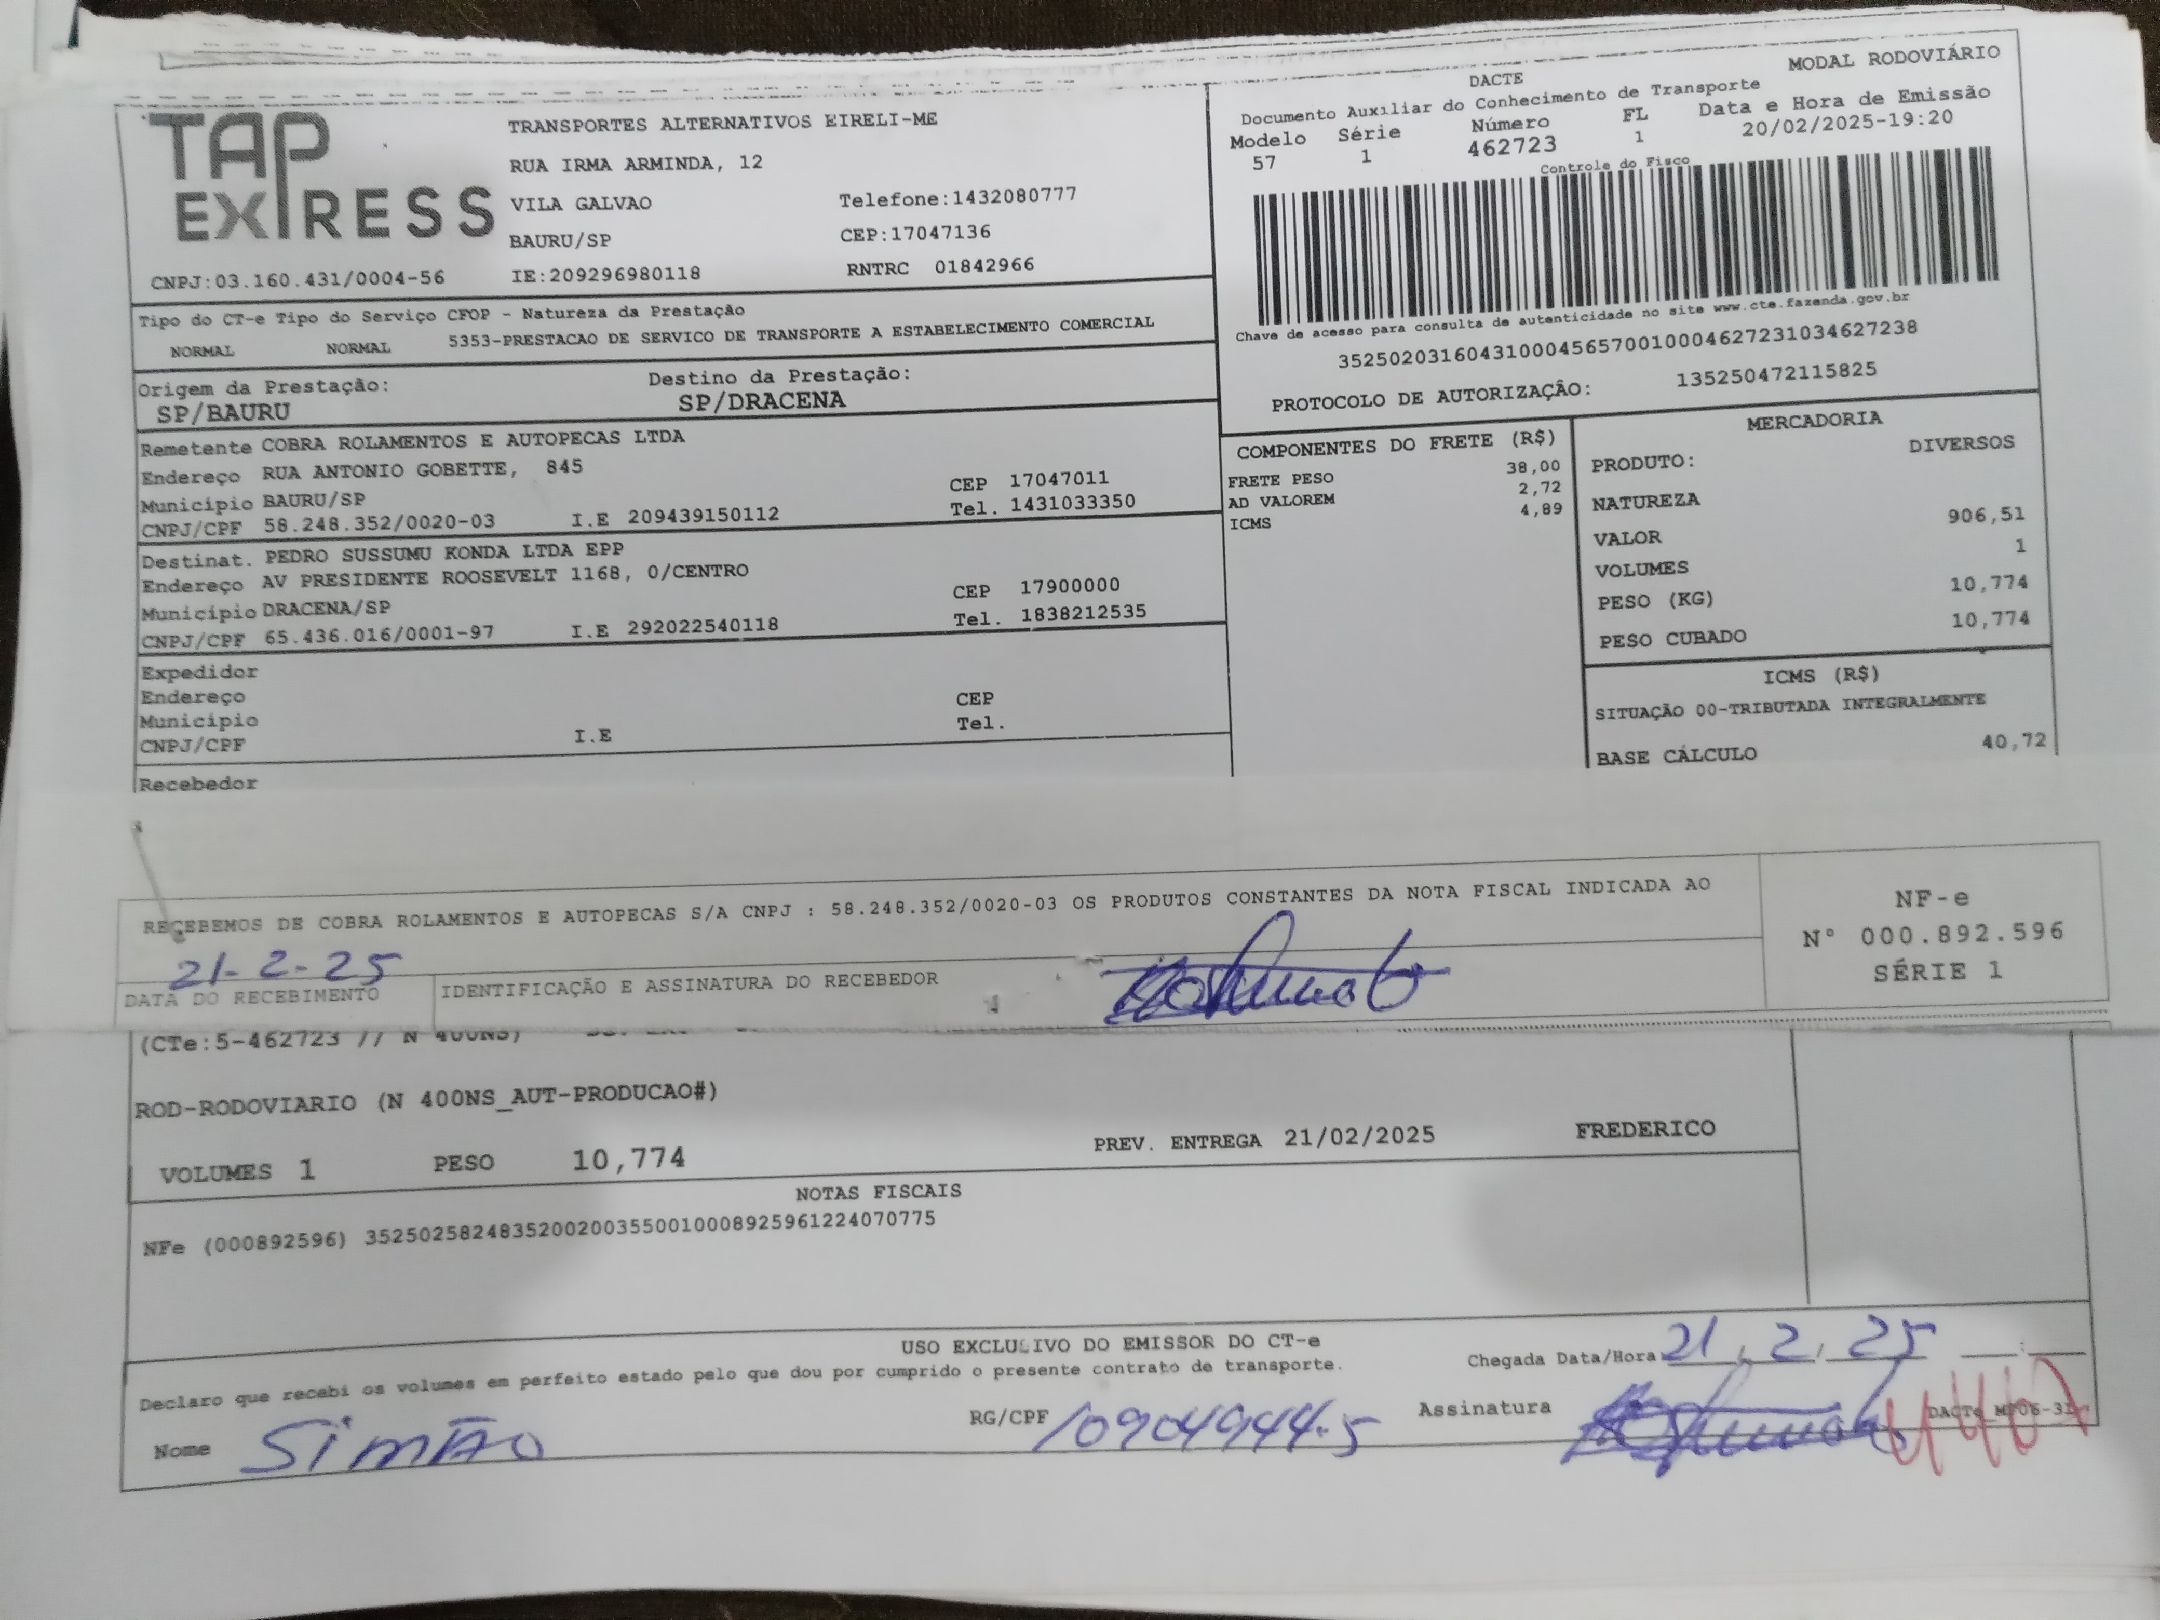 TAP EXPRESS
TRANSPORTES ALTERNATIVOS EIRELI-ME
RUA IRMA ARMINDA, 12
VILA GALVAO Telefone:1432080777
BAURU/SP CEP:17047136
CNPJ:03.160.431/0004-56 IE:209296980118 RNTRC 01842966
MODAL RODOVIÁRIO
DACTE
Documento Auxiliar do Conhecimento de Transporte
Modelo Série Número FL Data e Hora de Emissão
57 1 462723 1 20/02/2025-19:20
Controle do Fisco
Chave de acesso para consulta de autenticidade no site www.cte.fazenda.gov.br
35250203160431000456570010004627231034627238
PROTOCOLO DE AUTORIZAÇÃO: 135250472115825
Tipo do CT-e Tipo do Serviço CFOP - Natureza da Prestação
NORMAL NORMAL 5353-PRESTACAO DE SERVICO DE TRANSPORTE A ESTABELECIMENTO COMERCIAL
Origem da Prestação: Destino da Prestação:
SP/BAURU SP/DRACENA
Remetente COBRA ROLAMENTOS E AUTOPECAS LTDA
Endereço RUA ANTONIO GOBETTE, 845 CEP 17047011
Município BAURU/SP Tel. 1431033350
CNPJ/CPF 58.248.352/0020-03 I.E 209439150112
Destinat. PEDRO SUSSUMU KONDA LTDA EPP
Endereço AV PRESIDENTE ROOSEVELT 1168, 0/CENTRO CEP 17900000
Município DRACENA/SP Tel. 1838212535
CNPJ/CPF 65.436.016/0001-97 I.E 292022540118
Expedidor
Endereço CEP
Município Tel.
CNPJ/CPF I.E
Recebedor
COMPONENTES DO FRETE (R$)
FRETE PESO 38,00
AD VALOREM 2,72
ICMS 4,89
MERCADORIA
PRODUTO: DIVERSOS
NATUREZA
VALOR 906,51
VOLUMES 1
PESO (KG) 10,774
PESO CUBADO 10,774
ICMS (R$)
SITUAÇÃO 00-TRIBUTADA INTEGRALMENTE
BASE CÁLCULO 40,72
RECEBEMOS DE COBRA ROLAMENTOS E AUTOPECAS S/A CNPJ : 58.248.352/0020-03 OS PRODUTOS CONSTANTES DA NOTA FISCAL INDICADA AO
21-2-25
DATA DO RECEBIMENTO IDENTIFICAÇÃO E ASSINATURA DO RECEBEDOR
NF-e
N° 000.892.596
SÉRIE 1
(CTe:5-462723 // N 400NS)
ROD-RODOVIARIO (N 400NS_AUT-PRODUCAO#)
VOLUMES 1 PESO 10,774 PREV. ENTREGA 21/02/2025 FREDERICO
NOTAS FISCAIS
NFe (000892596) 35250258248352002003550010008925961224070775
USO EXCLUSIVO DO EMISSOR DO CT-e
Declaro que recebi os volumes em perfeito estado pelo que dou por cumprido o presente contrato de transporte. Chegada Data/Hora 21.2.25
Nome Simão RG/CPF 10904944-5 Assinatura